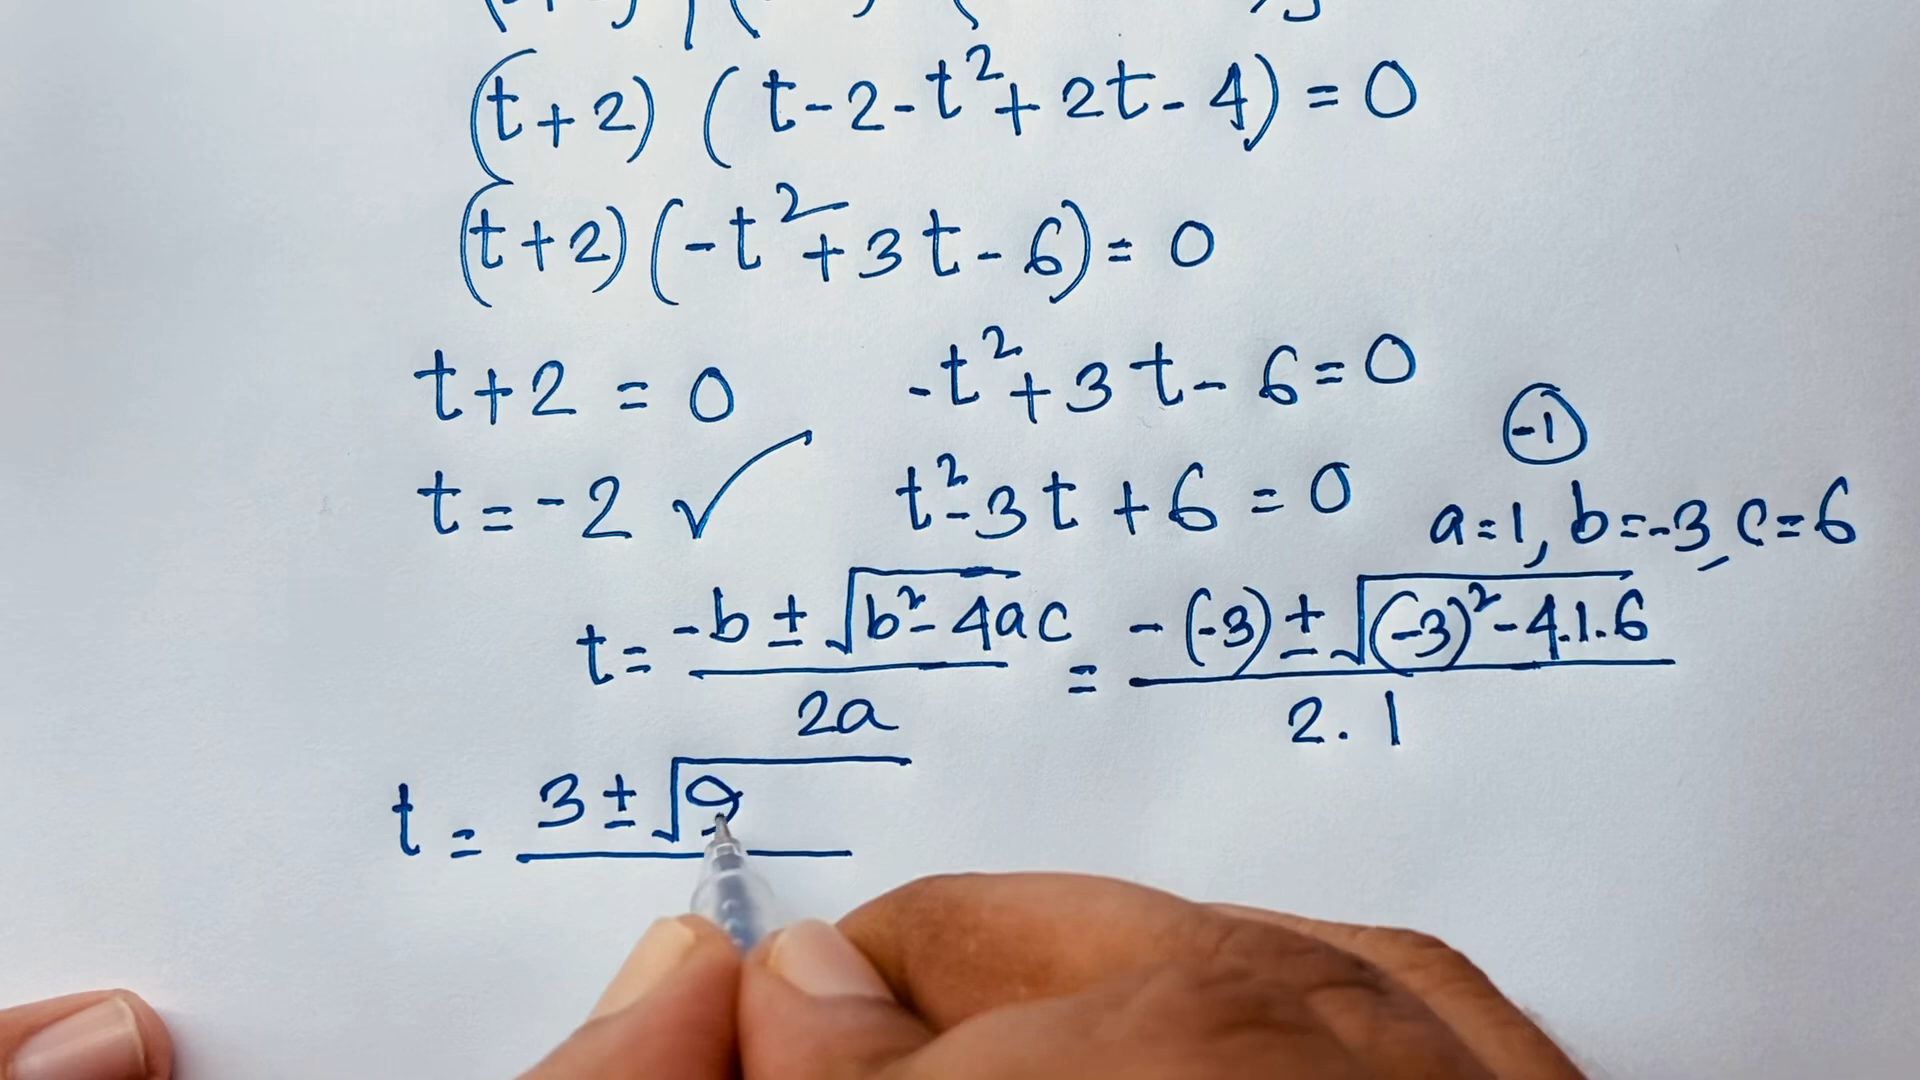 (t+2) (t-2-t²+2t-4)=0
(t+2)(-t²+3t-6)=0
t+2=0 -t²+3t-6=0
(-1)
t=-2 ✓ t²-3t+6=0 a=1, b=-3, c=6
t= -b±√b²-4ac / 2a = -(-3)±√(-3)²-4.1.6 / 2.1
t= 3±√9